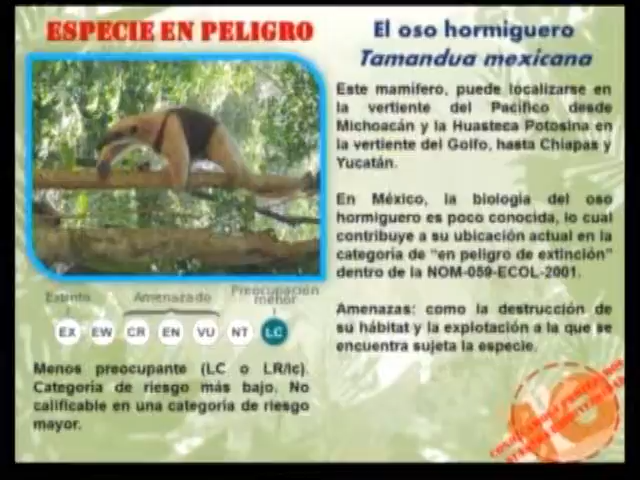 ESPECIE EN PELIGRO
Extinto
Amenazado
Preocupación
menor
EX EW CR EN VU NT LC
Menos preocupante (LC o LR/lc).
Categoría de riesgo más bajo. No
calificable en una categoría de riesgo
mayor.
El oso hormiguero
Tamandua mexicana
Este mamífero, puede localizarse en
la vertiente del Pacífico desde
Michoacán y la Huasteca Potosina en
la vertiente del Golfo, hasta Chiapas y
Yucatán.
En México, la biología del oso
hormiguero es poco conocida, lo cual
contribuye a su ubicación actual en la
categoría de "en peligro de extinción"
dentro de la NOM-059-ECOL-2001.
Amenazas: como la destrucción de
su hábitat y la explotación a la que se
encuentra sujeta la especie.